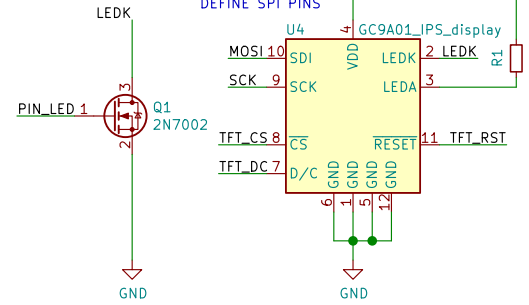 DEFINE SPI PINS
LEDK
U4
GC9A01_IPS_display
4
VDD
MOSI 10 SDI
LEDK 2 LEDK
R1
SCK 9 SCK
LEDA 3
3
PIN_LED 1
Q1
2N7002
2
TFT_CS 8 CS
RESET 11 TFT_RST
TFT_DC 7 D/C
GND GND GND GND
6 1 5 12
GND
GND